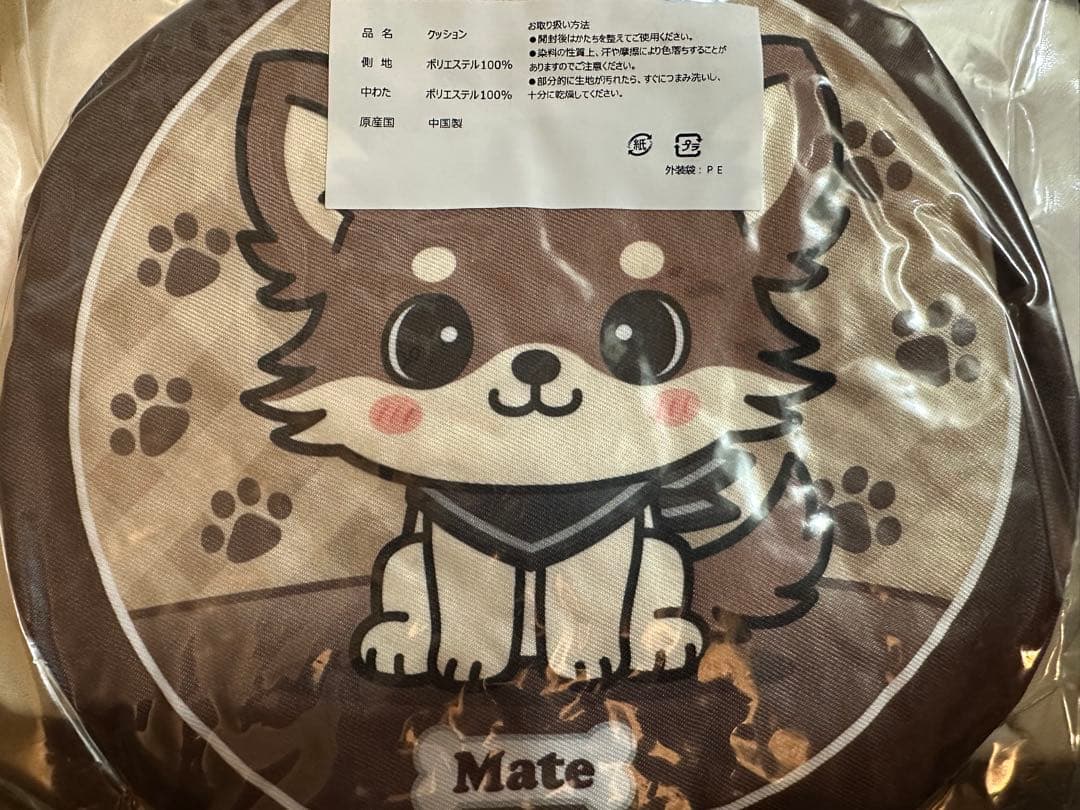 品名 クッション
側地 ポリエステル100%
中わた ポリエステル100%
原産国 中国製
お取り扱い方法
●開封後はかたちを整えてご使用ください。
●染料の性質上、汗や摩擦により色落ちすることが
ありますのでご注意ください。
●部分的に生地が汚れたら、すぐにつまみ洗いし、
十分に乾燥してください。
紙 プラ
外装袋：PE
Mate